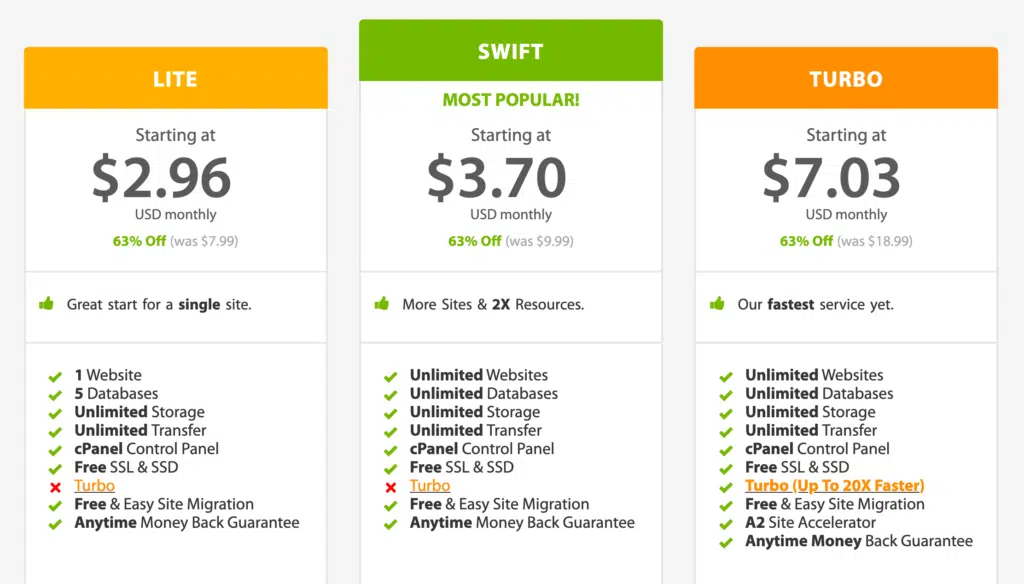 LITE
Starting at
$2.96
USD monthly
63% Off (was $7.99)
Great start for a single site.
1 Website
5 Databases
Unlimited Storage
Unlimited Transfer
cPanel Control Panel
Free SSL & SSD
Turbo
Free & Easy Site Migration
Anytime Money Back Guarantee
SWIFT
MOST POPULAR!
Starting at
$3.70
USD monthly
63% Off (was $9.99)
More Sites & 2X Resources.
Unlimited Websites
Unlimited Databases
Unlimited Storage
Unlimited Transfer
cPanel Control Panel
Free SSL & SSD
Turbo
Free & Easy Site Migration
Anytime Money Back Guarantee
TURBO
Starting at
$7.03
USD monthly
63% Off (was $18.99)
Our fastest service yet.
Unlimited Websites
Unlimited Databases
Unlimited Storage
Unlimited Transfer
cPanel Control Panel
Free SSL & SSD
Turbo (Up To 20X Faster)
Free & Easy Site Migration
A2 Site Accelerator
Anytime Money Back Guarantee